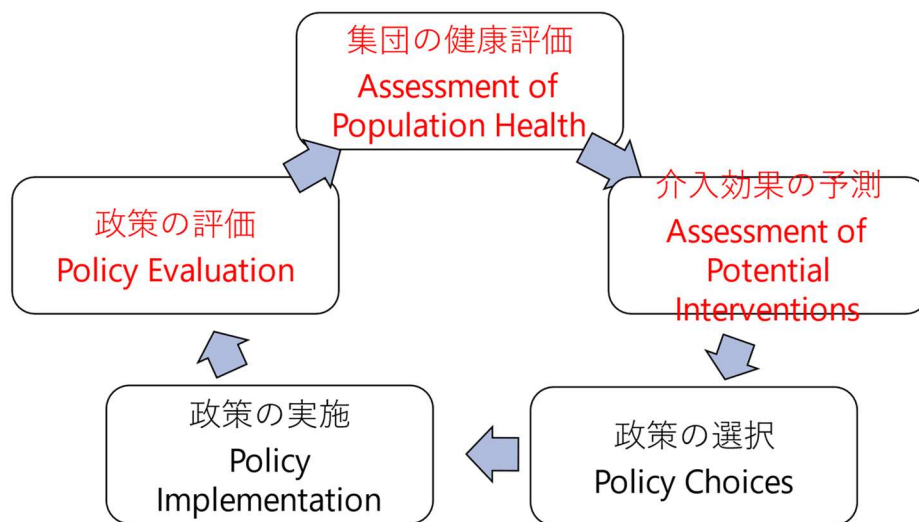 集団の健康評価
Assessment of
Population Health
介入効果の予測
Assessment of
Potential
Interventions
政策の評価
Policy Evaluation
政策の実施
Policy
Implementation
政策の選択
Policy Choices